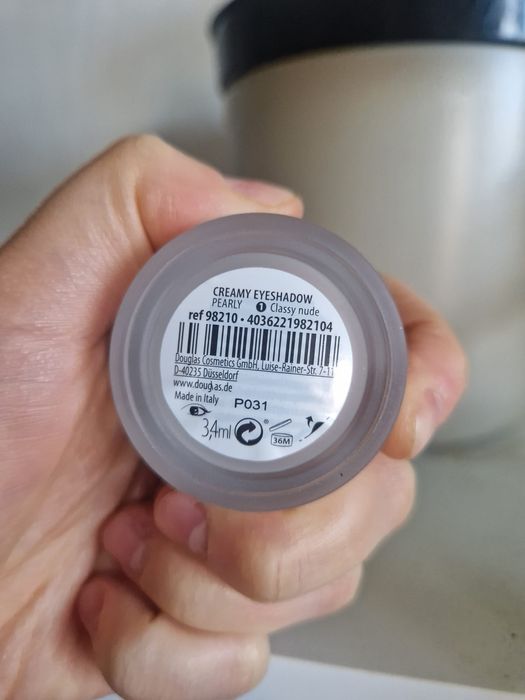 CREAMY EYESHADOW
PEARLY 1 Classy nude
ref 98210 • 4036221982104
Douglas Cosmetics GmbH. Luise-Rainer-Str. 7-11
D-40235 Düsseldorf
www.douglas.de
Made in Italy
P031
3,4ml
36M